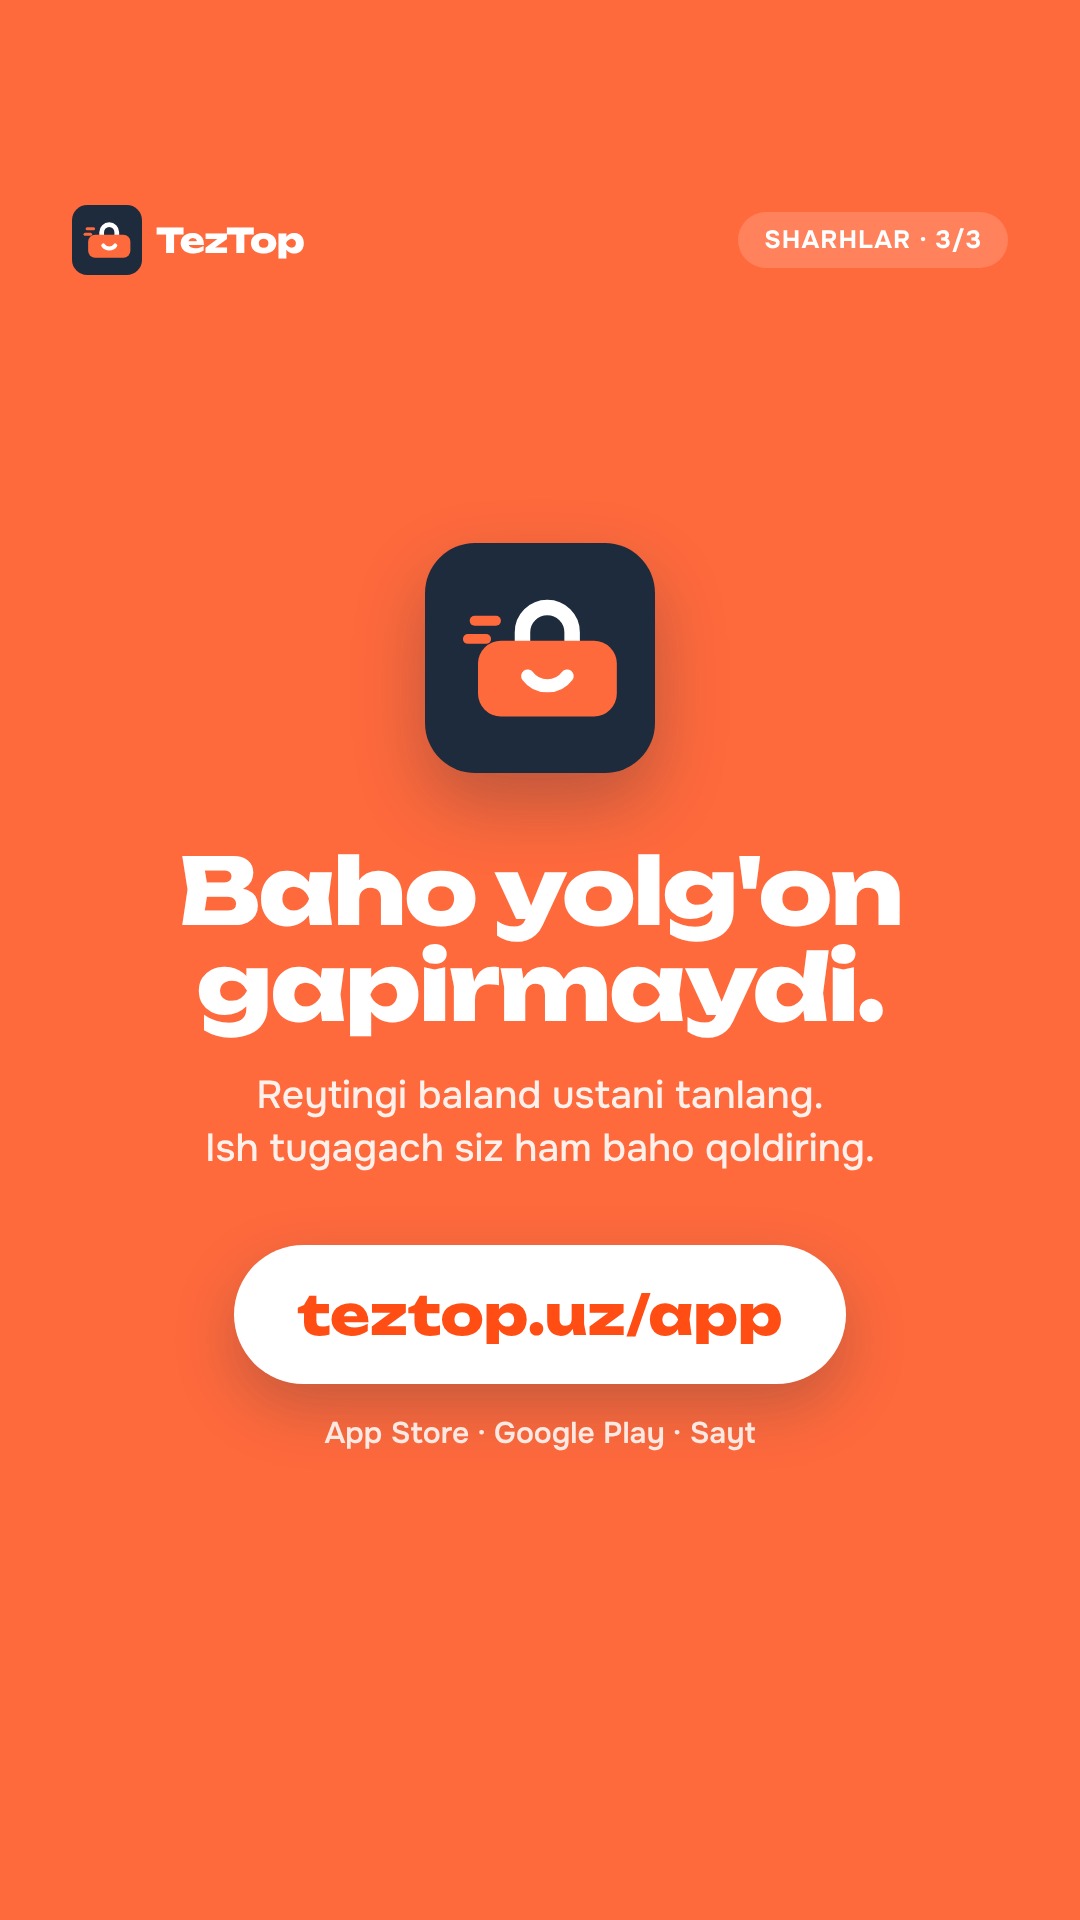 TezTop
SHARHLAR · 3/3
Baho yolg'on
gapirmaydi.
Reytingi baland ustani tanlang.
Ish tugagach siz ham baho qoldiring.
teztop.uz/app
App Store · Google Play · Sayt